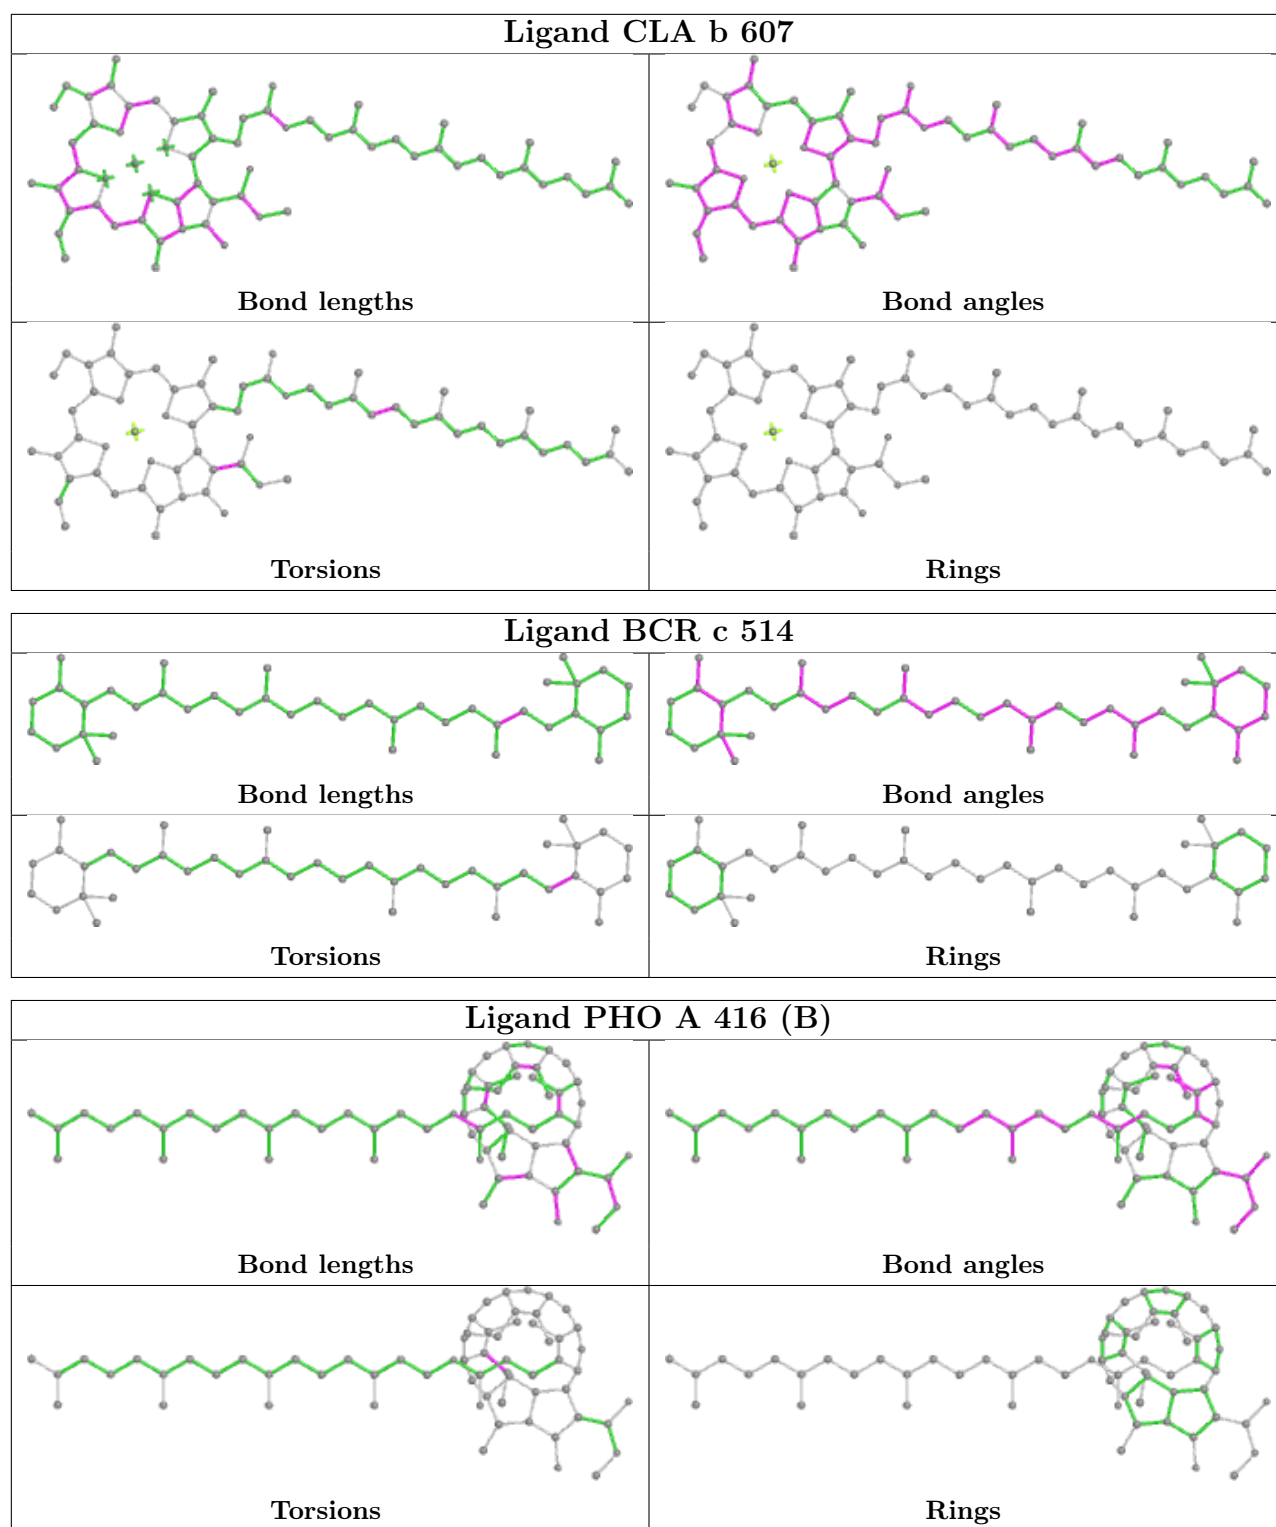 Ligand CLA b 607
Bond lengths
Bond angles
Torsions
Rings
Ligand BCR c 514
Bond lengths
Bond angles
Torsions
Rings
Ligand PHO A 416 (B)
Bond lengths
Bond angles
Torsions
Rings